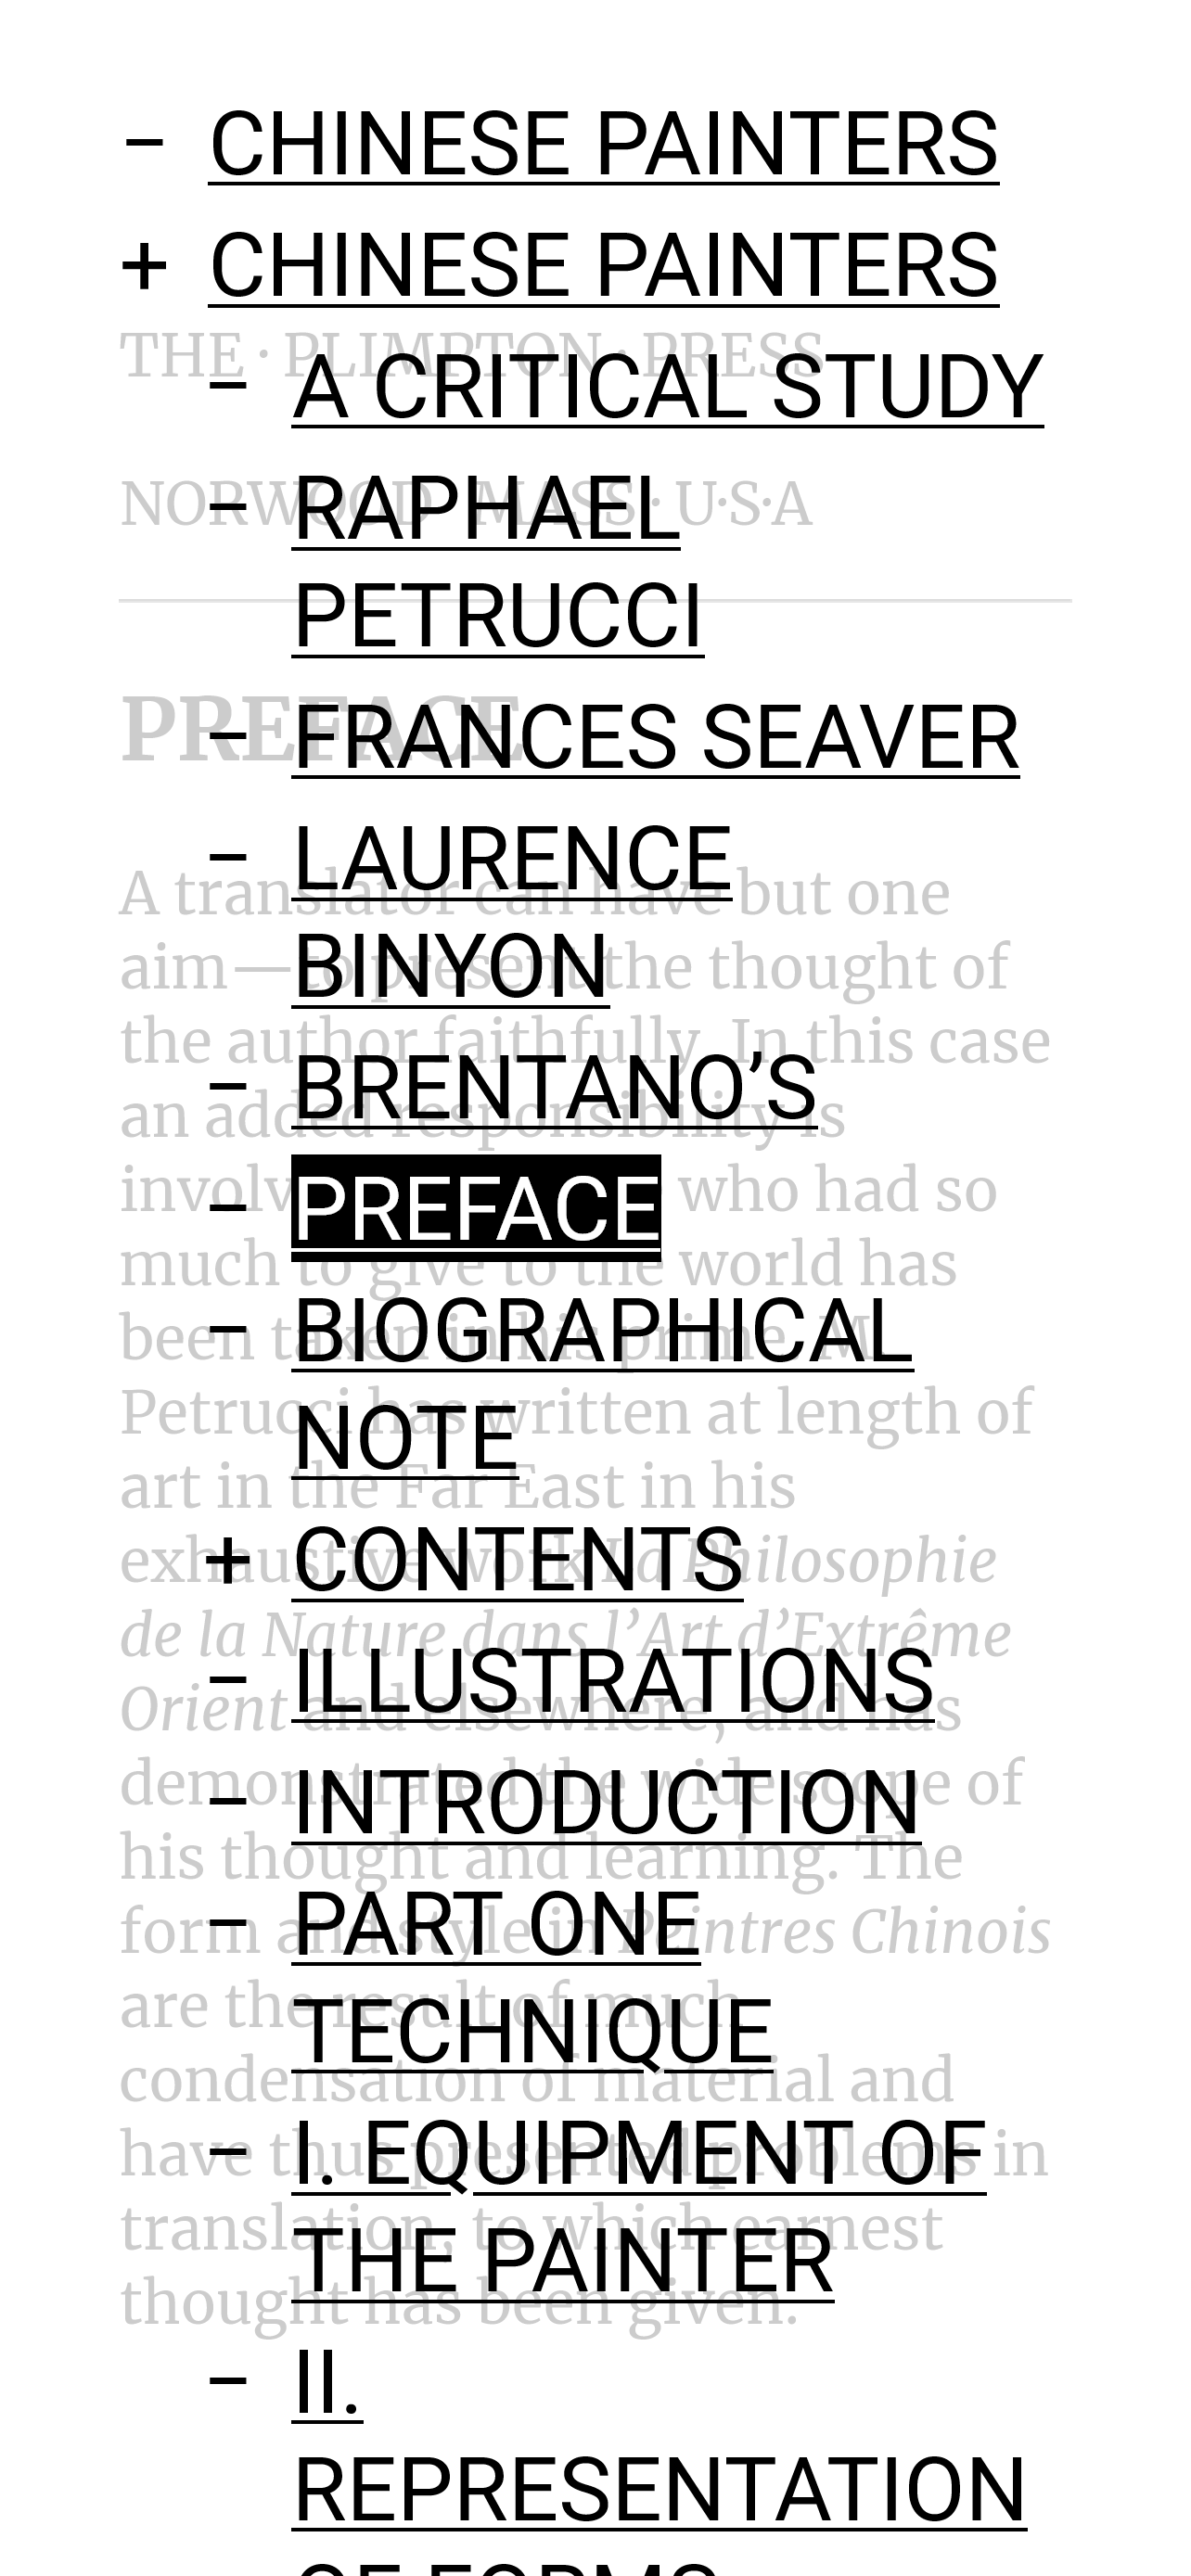 – CHINESE PAINTERS
+ CHINESE PAINTERS
– A CRITICAL STUDY
– RAPHAEL
PETRUCCI
– FRANCES SEAVER
– LAURENCE
BINYON
– BRENTANO’S
– PREFACE
– BIOGRAPHICAL
NOTE
+ CONTENTS
– ILLUSTRATIONS
– INTRODUCTION
– PART ONE
TECHNIQUE
– I. EQUIPMENT OF
THE PAINTER
– II.
REPRESENTATION
OF FORMS
THE · PLIMPTON · PRESS
NORWOOD · MASS · U·S·A
PREFACE
A translator can have but one
aim—to present the thought of
the author faithfully. In this case
an added responsibility is
who had so
much to give to the world has
been taken in his prime. M.
Petrucci has written at length of
art in the Far East in his
exhaustive work La Philosophie
de la Nature dans l’Art d’Extrême
Orient and elsewhere, and has
demonstrated the wide scope of
his thought and learning. The
form and style in Peintres Chinois
are the result of much
condensation of material and
have thus presented problems in
translation, to which earnest
thought has been given.